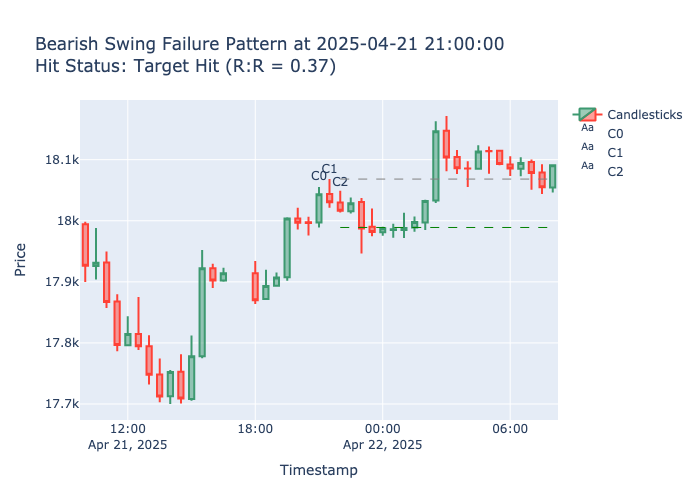 Bearish Swing Failure Pattern at 2025-04-21 21:00:00
Hit Status: Target Hit (R:R = 0.37)
Candlesticks
Aa C0
Aa C1
Aa C2
C1
C0
C2
18.1k
18k
17.9k
17.8k
17.7k
Price
12:00
Apr 21, 2025
18:00
00:00
Apr 22, 2025
06:00
Timestamp